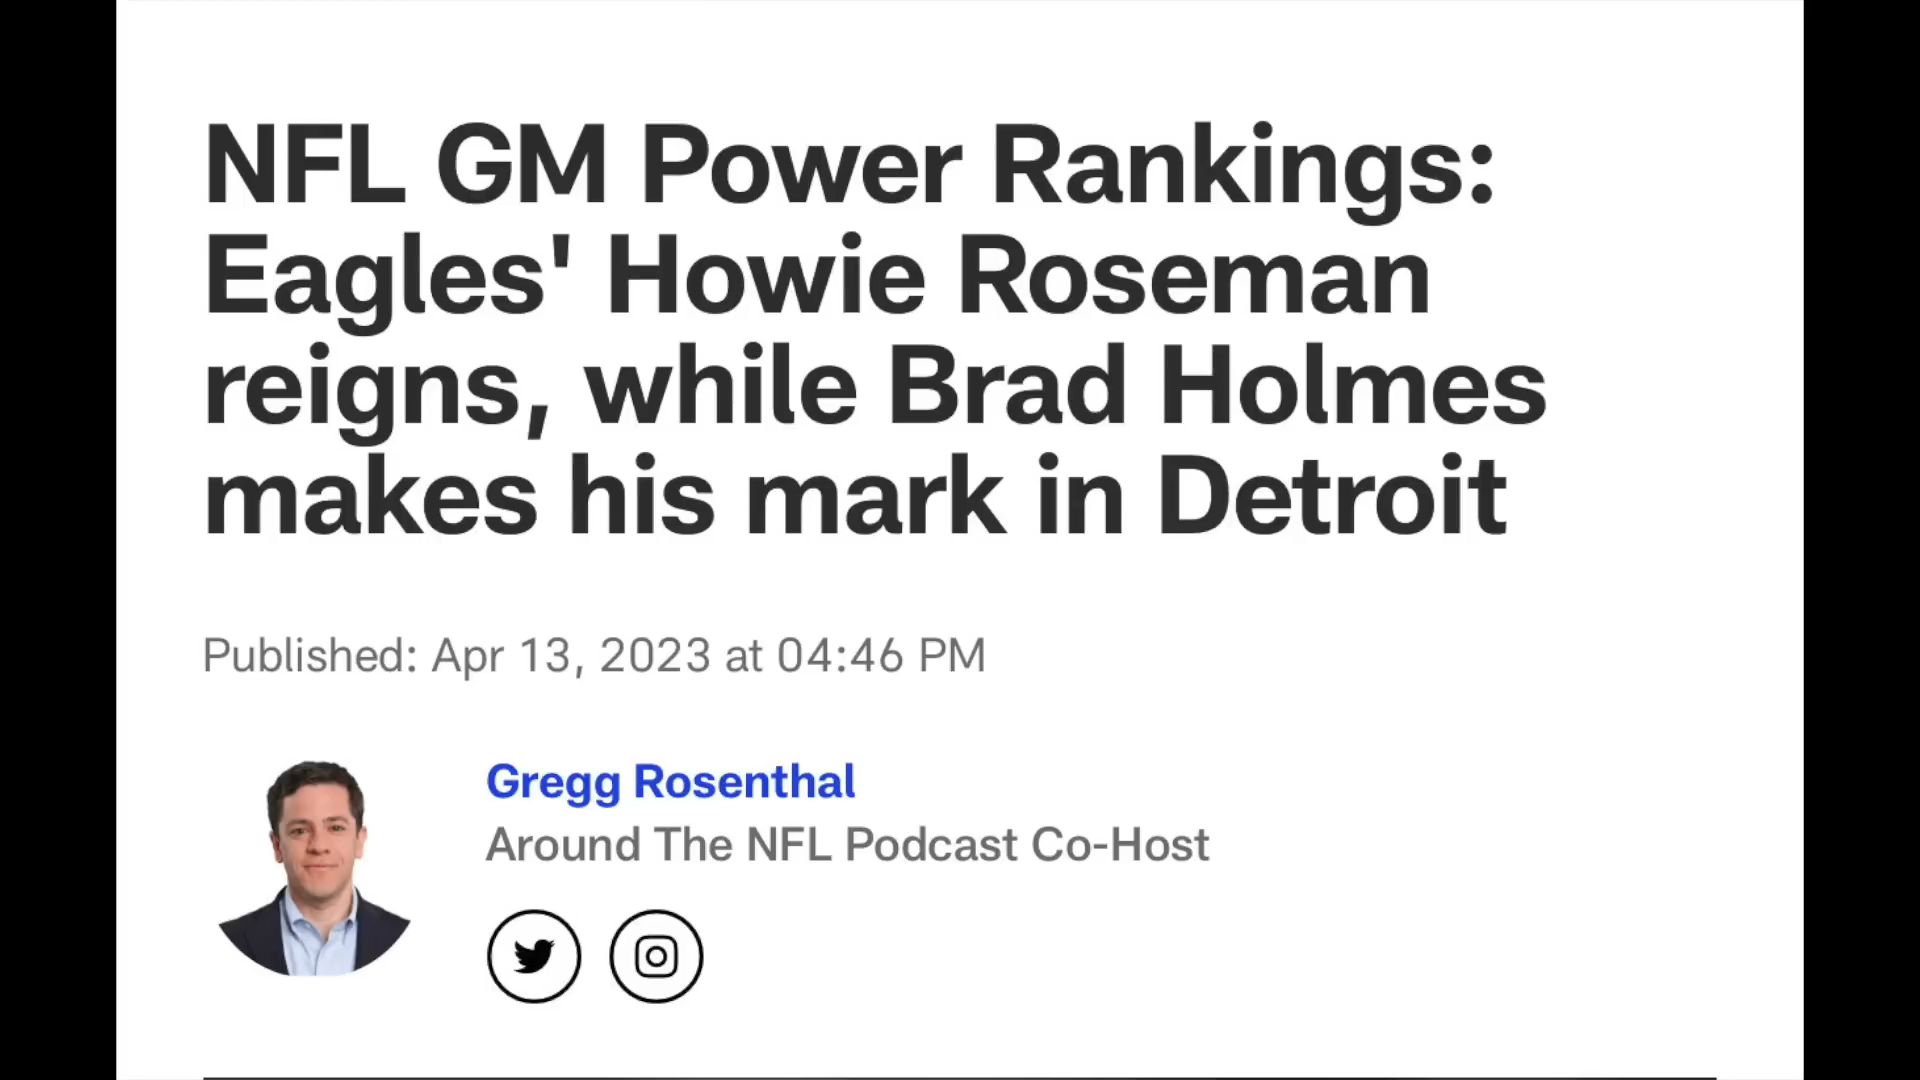 NFL GM Power Rankings:
Eagles' Howie Roseman
reigns, while Brad Holmes
makes his mark in Detroit
Published: Apr 13, 2023 at 04:46 PM
Gregg Rosenthal
Around The NFL Podcast Co-Host